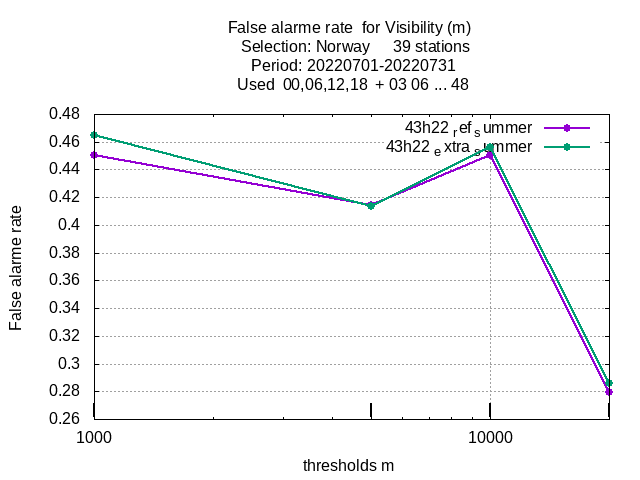 False alarme rate for Visibility (m)
Selection: Norway 39 stations
Period: 20220701-20220731
Used 00,06,12,18 + 03 06 ... 48
0.48
0.46
0.44
0.42
0.4
0.38
0.36
0.34
0.32
0.3
0.28
0.26
False alarme rate
43h22 ref summer
43h22 extra summer
1000
10000
thresholds m